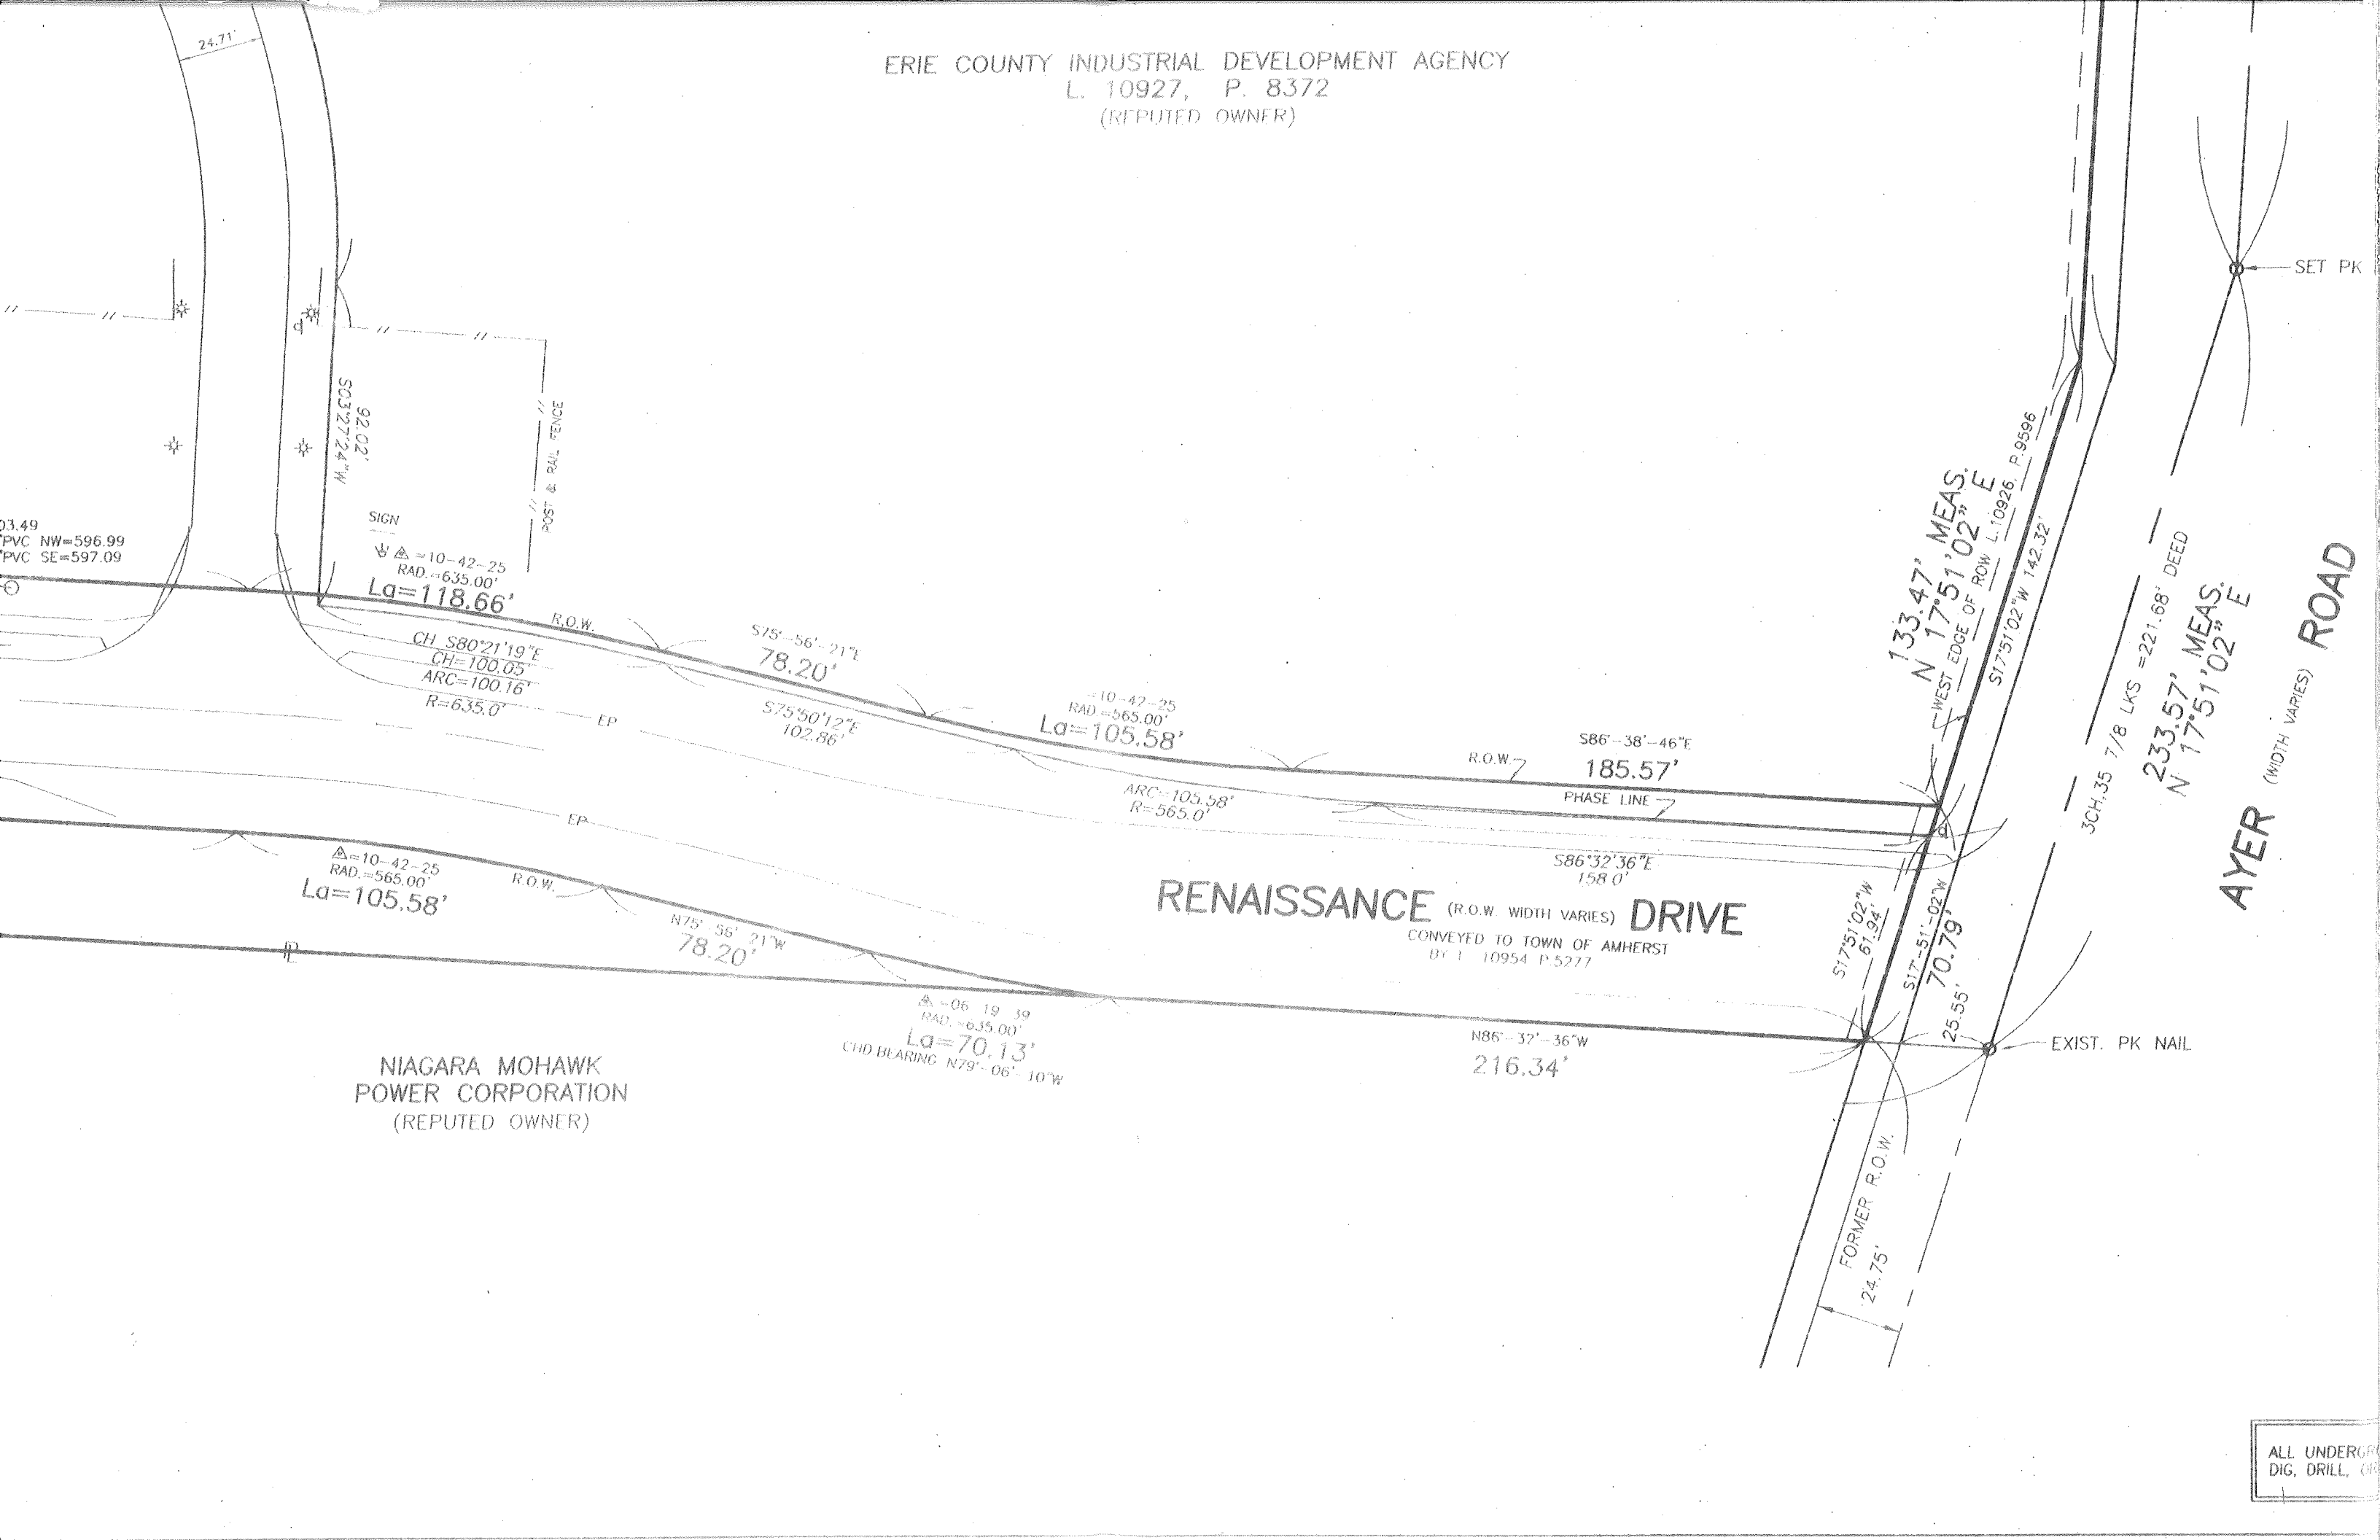 24.71'
ERIE COUNTY INDUSTRIAL DEVELOPMENT AGENCY
L. 10927, P. 8372
(REPUTED OWNER)
SET PK
92.02'
S03°27'24"W
POST & RAIL FENCE
SIGN
03.49
PVC NW=596.99
PVC SE=597.09
=10-42-25
RAD.=635.00'
La=118.66'
R.O.W.
CH S80°21'19"E
CH=100.05'
ARC=100.16'
R=635.0'
EP
S75°-56'-21"E
78.20'
S75°50'12"E
102.86'
=10-42-25
RAD.=565.00'
La=105.58'
ARC=105.58'
R=565.0'
S86°-38'-46"E
R.O.W.
185.57'
PHASE LINE
S86°32'36"E
158.0'
133.47' MEAS.
N 17°51'02" E
WEST EDGE OF ROW L.10926, P.9596
S17°51'02"W 142.32'
3CH.35 7/8 LKS =221.68' DEED
233.57' MEAS.
N 17°51'02" E
AYER (WIDTH VARIES) ROAD
EP
=10-42-25
RAD.=565.00'
La=105.58'
R.O.W.
N75°56'21"W
78.20'
RENAISSANCE (R.O.W. WIDTH VARIES) DRIVE
CONVEYED TO TOWN OF AMHERST
BY L 10954 P.5277
S17°51'02"W
61.94'
S17°-51'-02"W
70.79'
25.55'
EXIST. PK NAIL
PL
=06 19 39
RAD.=635.00'
La=70.13'
CHD BEARING N79°-06'-10"W
N86°-37'-36"W
216.34'
NIAGARA MOHAWK
POWER CORPORATION
(REPUTED OWNER)
FORMER R.O.W.
24.75'
ALL UNDERGR
DIG, DRILL,